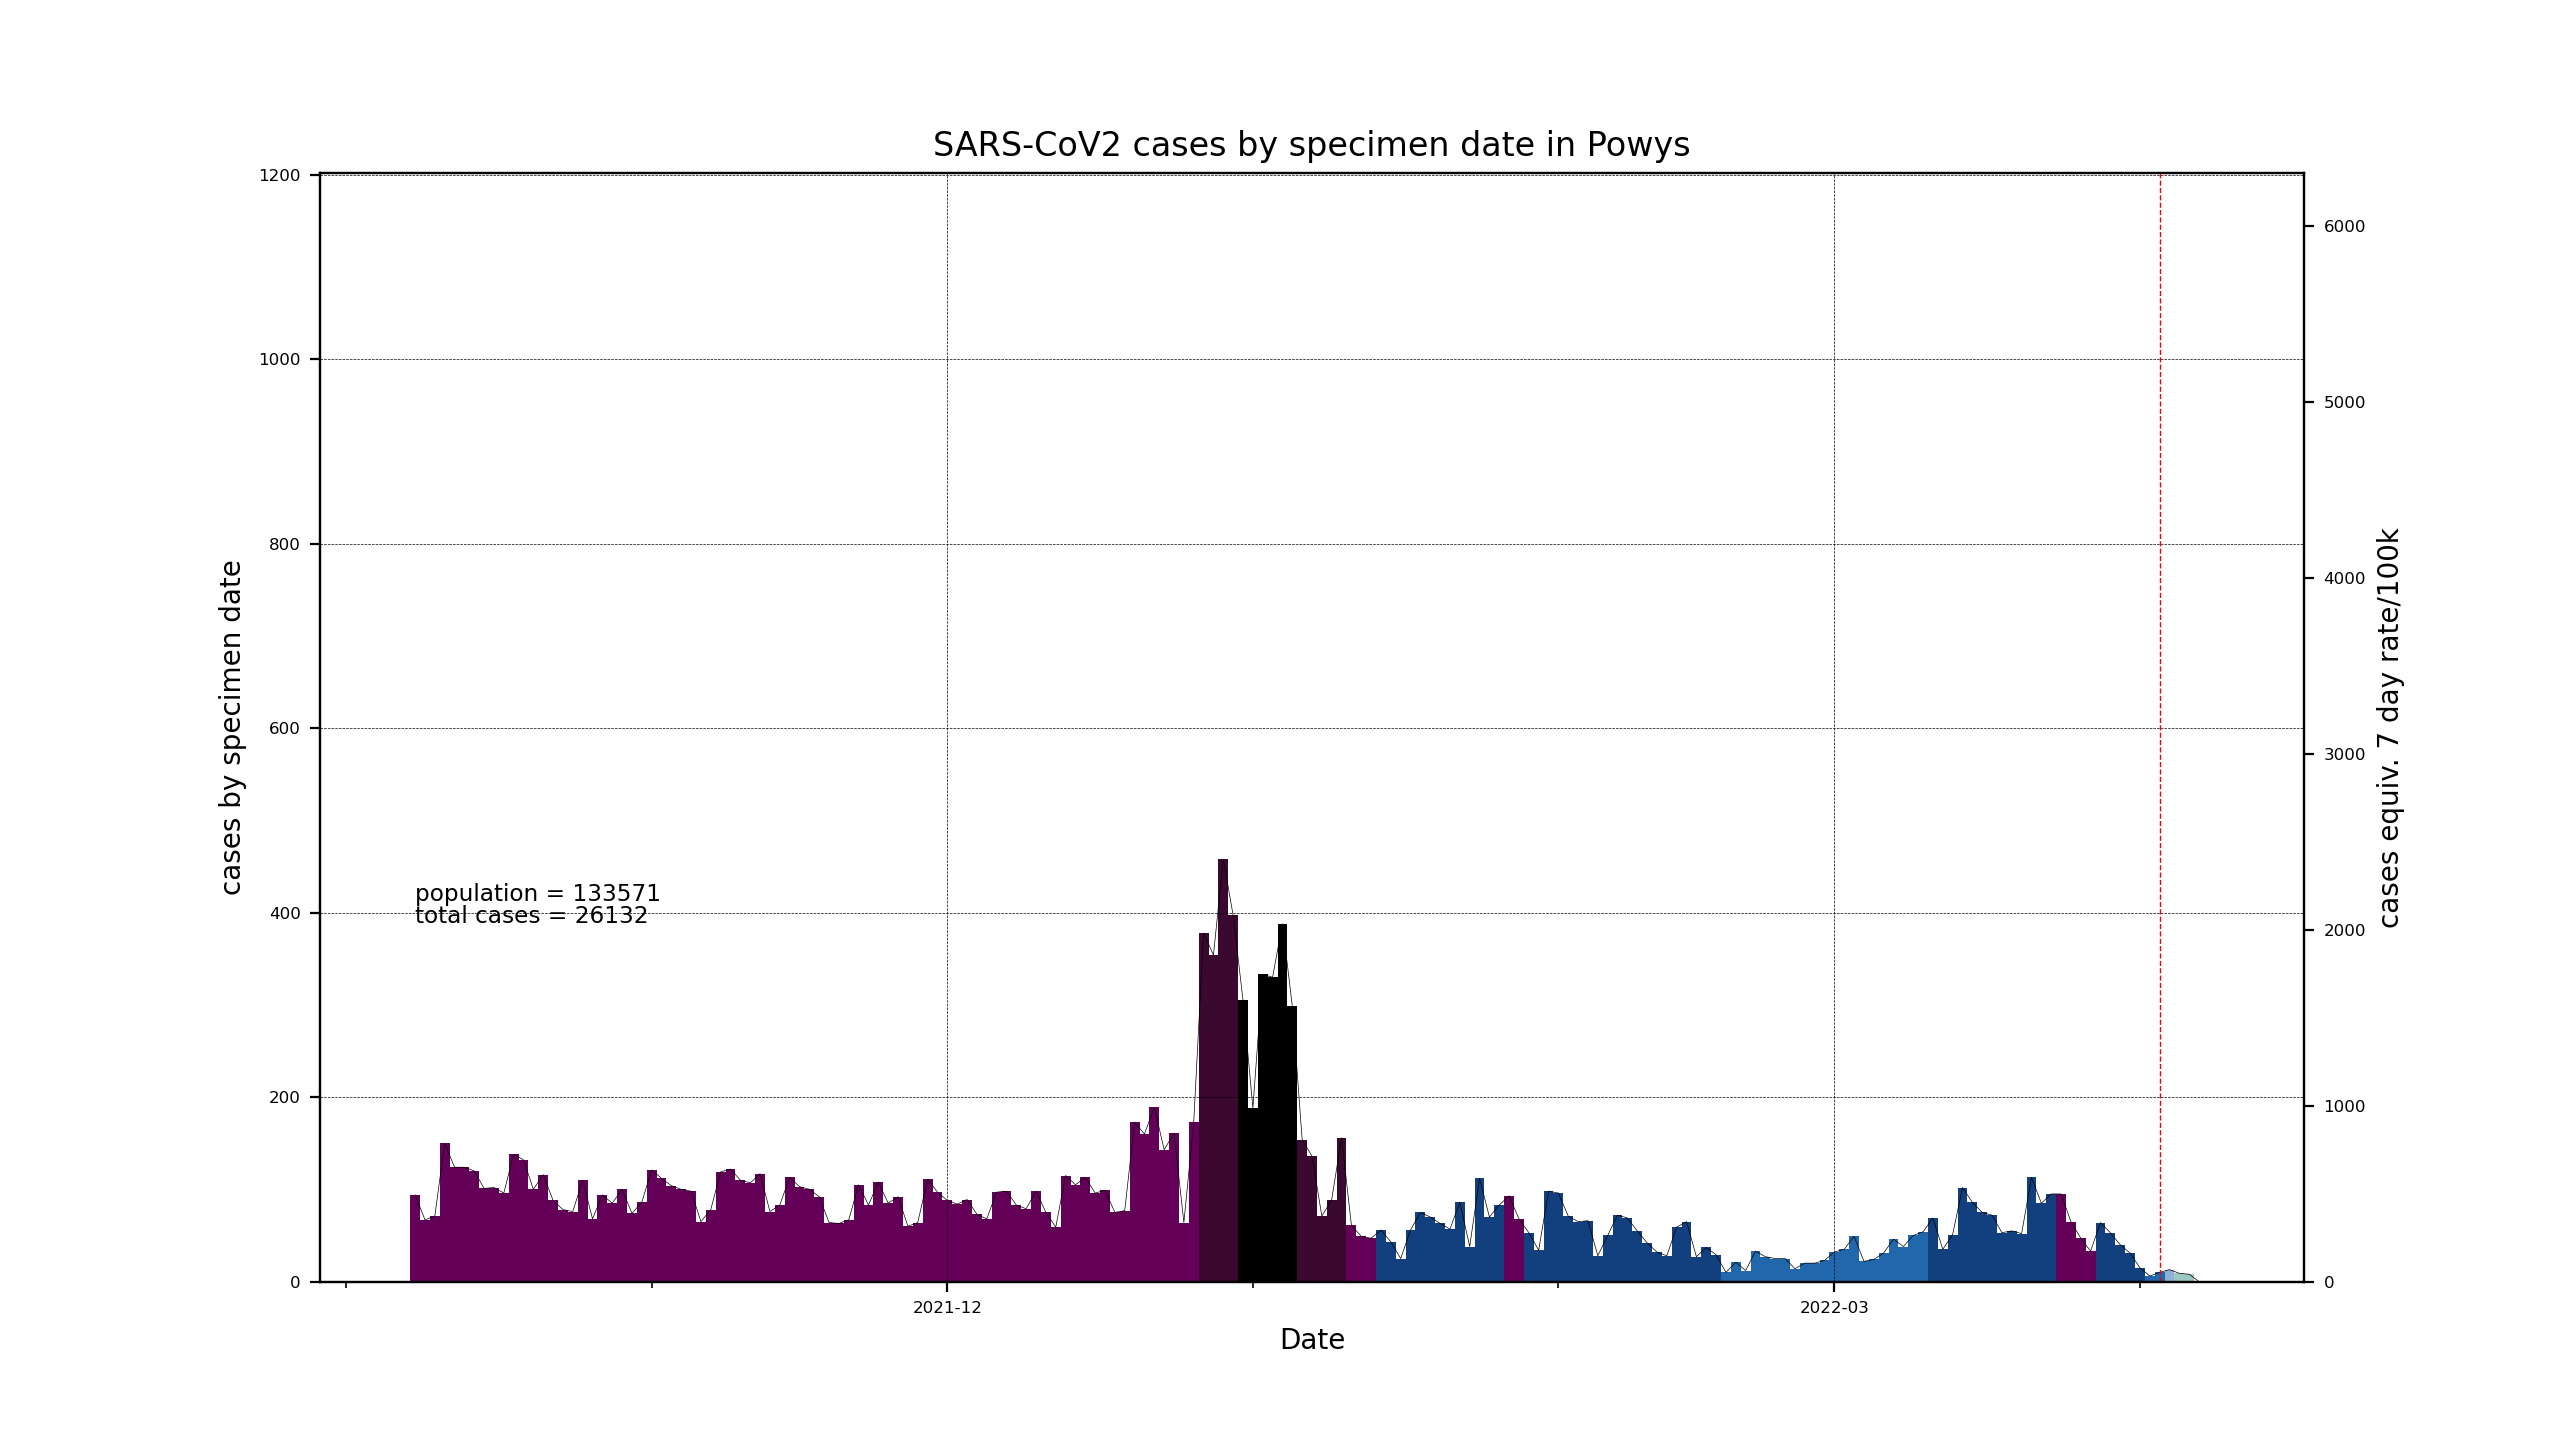 SARS-CoV2 cases by specimen date in Powys
1200
1000
800
600
400
200
0
cases by specimen date
population = 133571
total cases = 26132
6000
5000
4000
3000
2000
1000
0
cases equiv. 7 day rate/100k
2021-12
2022-03
Date